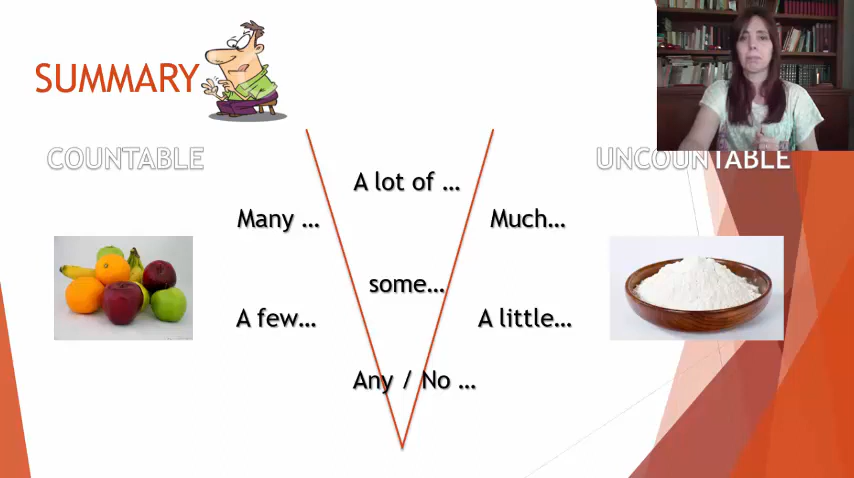 SUMMARY
COUNTABLE
UNCOUNTABLE
A lot of ...
Many ...
Much...
some...
A few...
A little...
Any / No ...